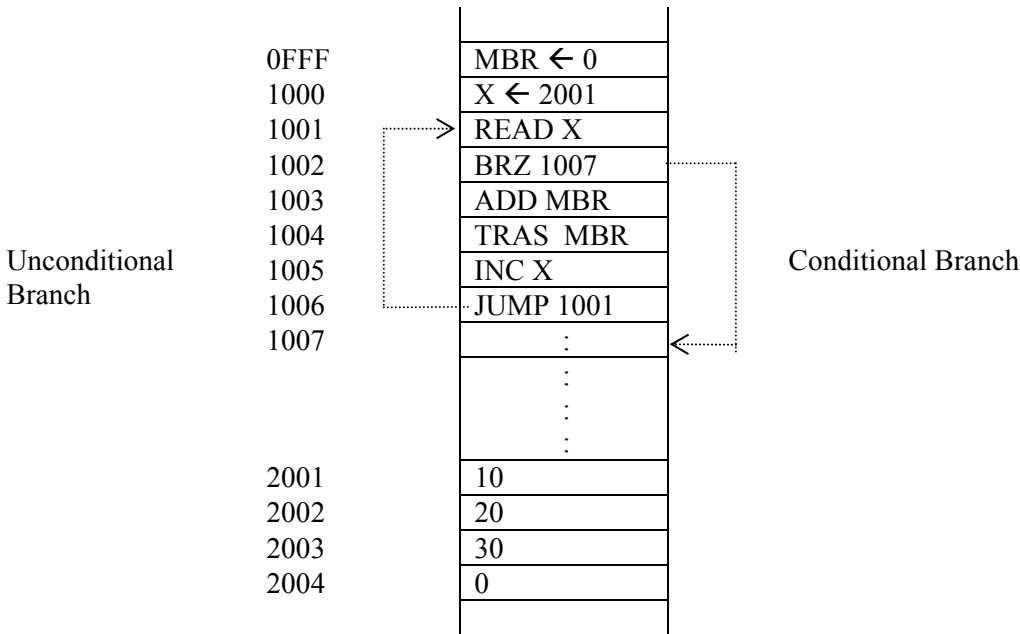 0FFF MBR ← 0
1000 X ← 2001
1001 READ X
1002 BRZ 1007
1003 ADD MBR
1004 TRAS MBR
Unconditional Branch
1005 INC X
Conditional Branch
1006 JUMP 1001
1007 :
:
:
:
2001 10
2002 20
2003 30
2004 0